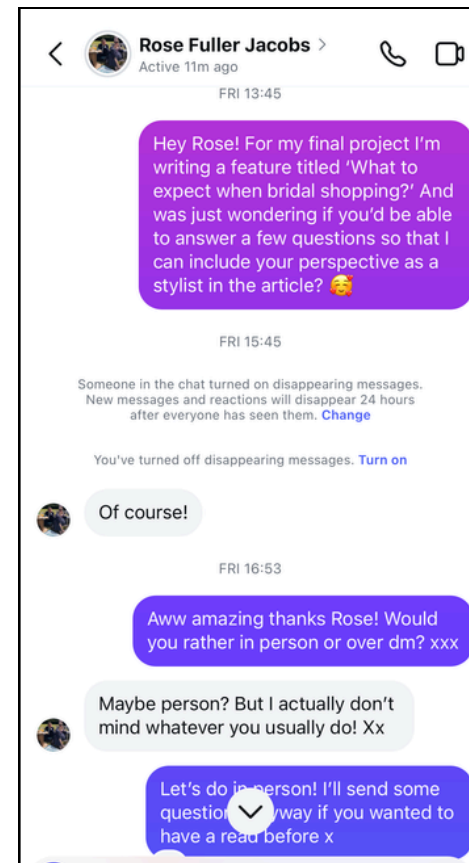 Rose Fuller Jacobs
Active 11m ago
FRI 13:45
Hey Rose! For my final project I'm
writing a feature titled 'What to
expect when bridal shopping?' And
was just wondering if you'd be able
to answer a few questions so that I
can include your perspective as a
stylist in the article? 🥰
FRI 15:45
Someone in the chat turned on disappearing messages.
New messages and reactions will disappear 24 hours
after everyone has seen them. Change
You've turned off disappearing messages. Turn on
Of course!
FRI 16:53
Aww amazing thanks Rose! Would
you rather in person or over dm? xxx
Maybe person? But I actually don't
mind whatever you usually do! Xx
Let's do in person! I'll send some
if you wanted to
have a read before x